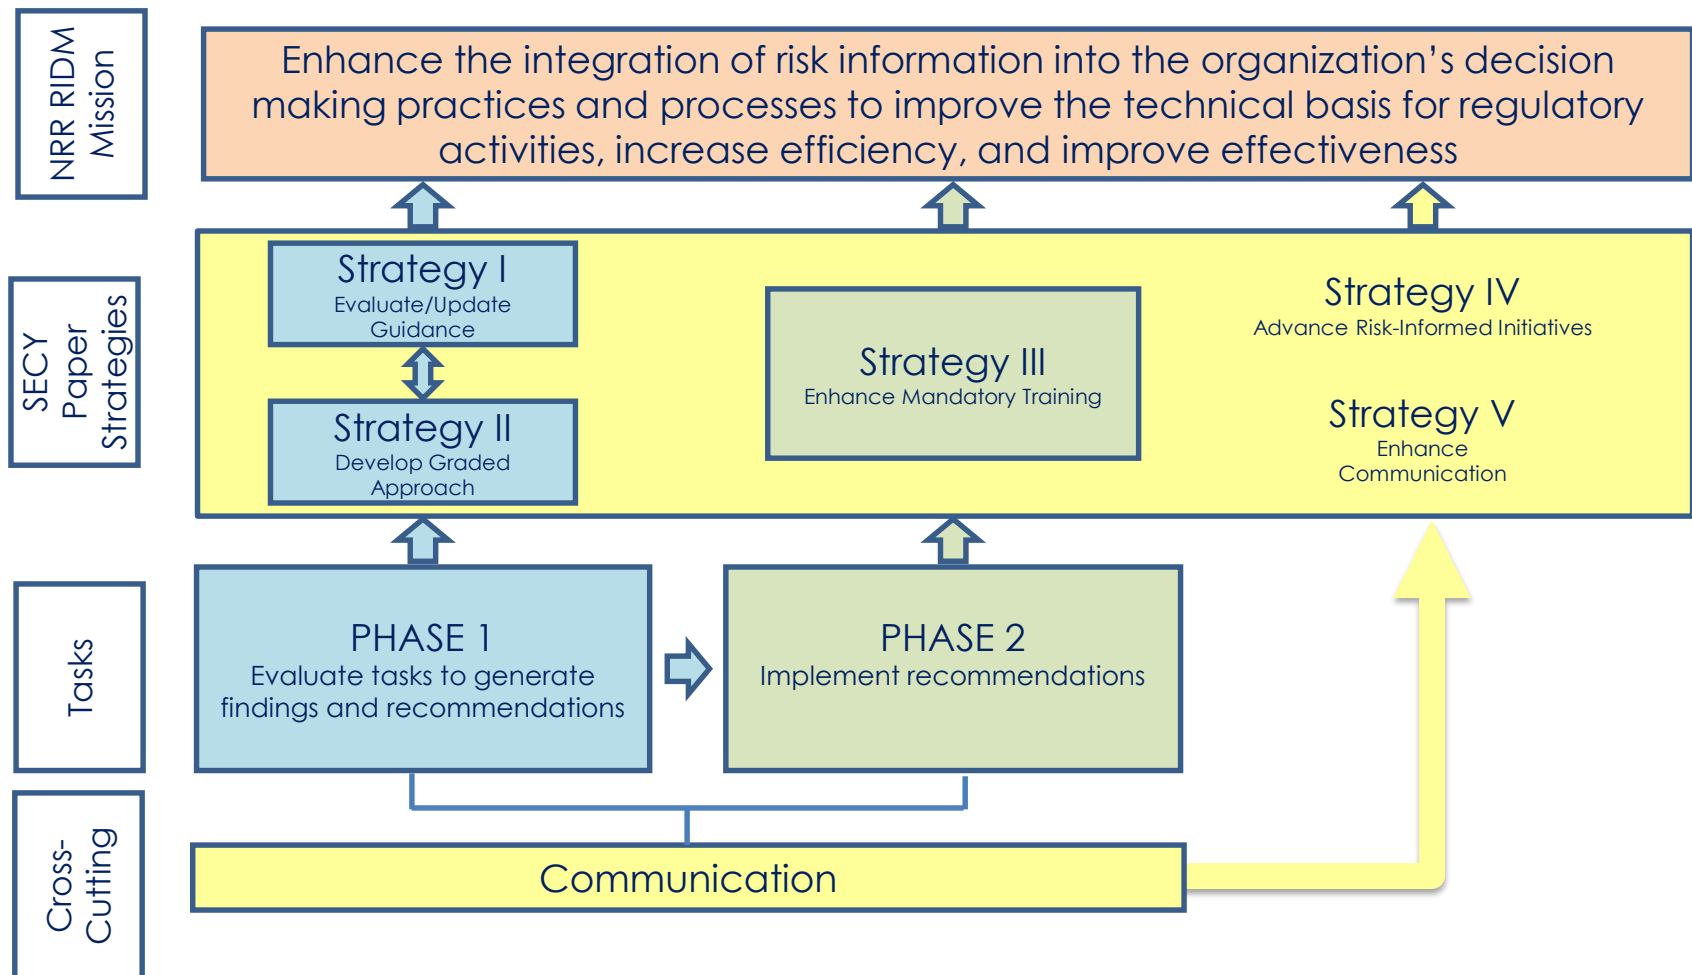 NRR RIDM
Mission
Enhance the integration of risk information into the organization’s decision
making practices and processes to improve the technical basis for regulatory
activities, increase efficiency, and improve effectiveness
SECY
Paper
Strategies
Strategy I
Evaluate/Update
Guidance
Strategy II
Develop Graded
Approach
Strategy III
Enhance Mandatory Training
Strategy IV
Advance Risk-Informed Initiatives
Strategy V
Enhance
Communication
Tasks
PHASE 1
Evaluate tasks to generate
findings and recommendations
PHASE 2
Implement recommendations
Cross-
Cutting
Communication